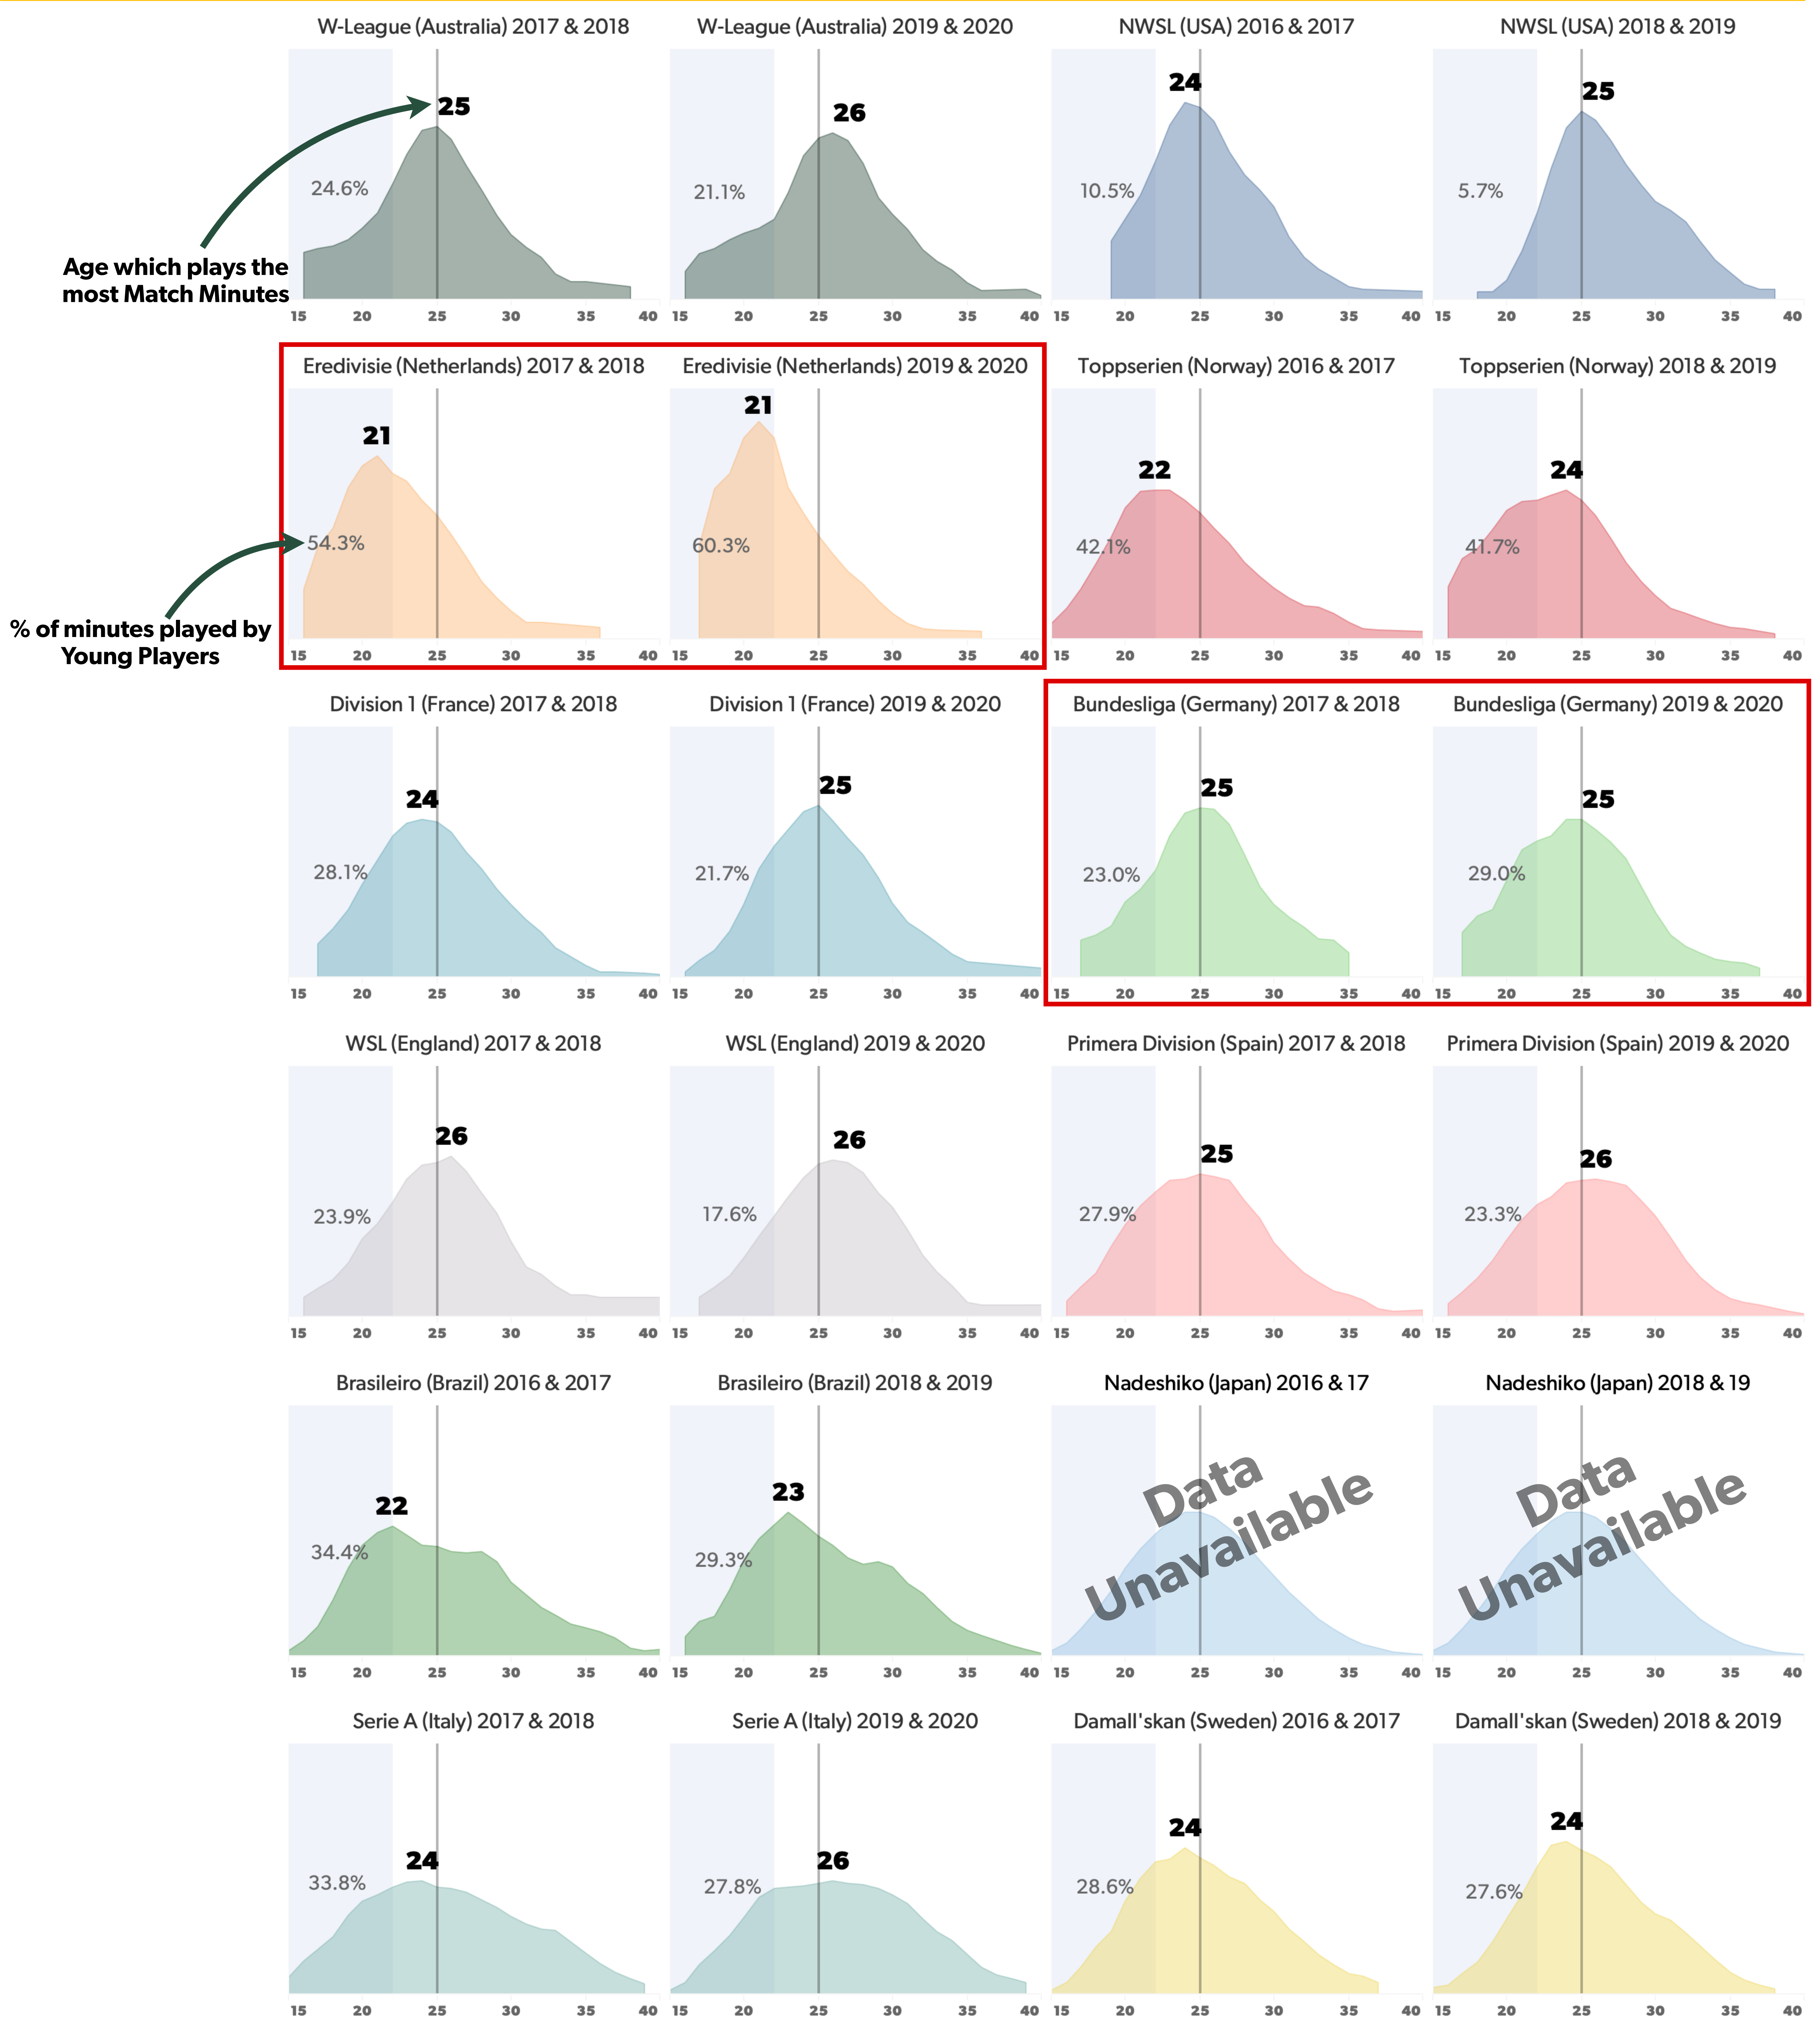 W-League (Australia) 2017 & 2018
W-League (Australia) 2019 & 2020
NWSL (USA) 2016 & 2017
NWSL (USA) 2018 & 2019
25
26
24
25
24.6%
21.1%
10.5%
5.7%
Age which plays the
most Match Minutes
15 20 25 30 35 40
15 20 25 30 35 40
15 20 25 30 35 40
15 20 25 30 35 40
Eredivisie (Netherlands) 2017 & 2018
Eredivisie (Netherlands) 2019 & 2020
Toppserien (Norway) 2016 & 2017
Toppserien (Norway) 2018 & 2019
21
21
22
24
54.3%
60.3%
42.1%
41.7%
% of minutes played by
Young Players
15 20 25 30 35 40
15 20 25 30 35 40
15 20 25 30 35 40
15 20 25 30 35 40
Division 1 (France) 2017 & 2018
Division 1 (France) 2019 & 2020
Bundesliga (Germany) 2017 & 2018
Bundesliga (Germany) 2019 & 2020
24
25
25
25
28.1%
21.7%
23.0%
29.0%
15 20 25 30 35 40
15 20 25 30 35 40
15 20 25 30 35 40
15 20 25 30 35 40
WSL (England) 2017 & 2018
WSL (England) 2019 & 2020
Primera Division (Spain) 2017 & 2018
Primera Division (Spain) 2019 & 2020
26
26
25
26
23.9%
17.6%
27.9%
23.3%
15 20 25 30 35 40
15 20 25 30 35 40
15 20 25 30 35 40
15 20 25 30 35 40
Brasileiro (Brazil) 2016 & 2017
Brasileiro (Brazil) 2018 & 2019
Nadeshiko (Japan) 2016 & 17
Nadeshiko (Japan) 2018 & 19
22
23
Data
Unavailable
Data
Unavailable
34.4%
29.3%
15 20 25 30 35 40
15 20 25 30 35 40
15 20 25 30 35 40
15 20 25 30 35 40
Serie A (Italy) 2017 & 2018
Serie A (Italy) 2019 & 2020
Damall'skan (Sweden) 2016 & 2017
Damall'skan (Sweden) 2018 & 2019
24
26
24
24
33.8%
27.8%
28.6%
27.6%
15 20 25 30 35 40
15 20 25 30 35 40
15 20 25 30 35 40
15 20 25 30 35 40